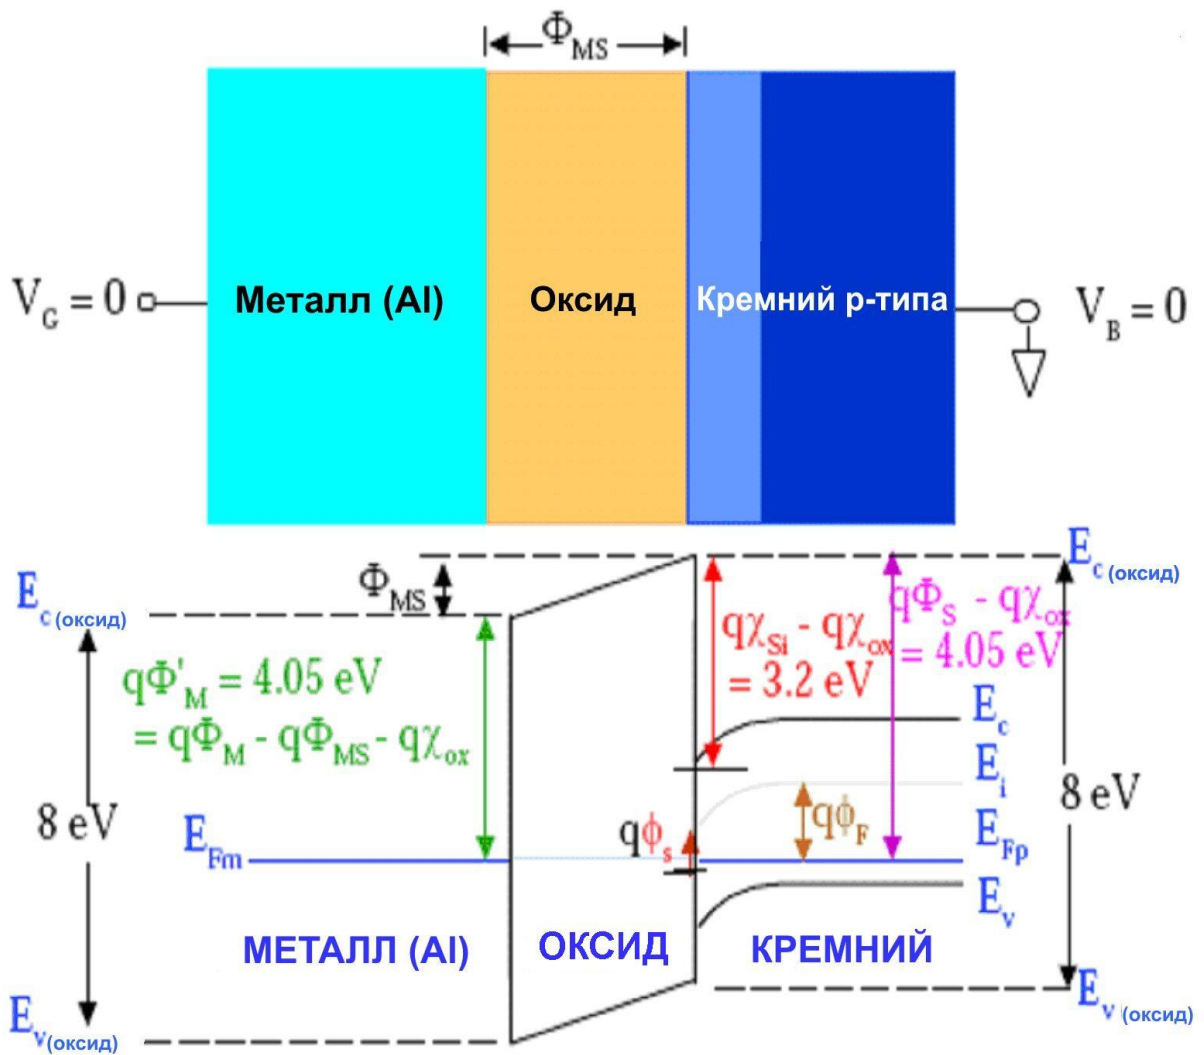 Φ_MS
V_G = 0
Металл (Al)
Оксид
Кремний р-типа
V_B = 0
E_c (оксид)
Φ_MS
E_c (оксид)
qΦ_S - qχ_ox
= 4.05 eV
qχ_Si - qχ_ox
= 3.2 eV
qΦ'_M = 4.05 eV
= qΦ_M - qΦ_MS - qχ_ox
E_c
E_i
8 eV
8 eV
qϕ_F
qϕ_s
E_Fm
E_Fp
E_v
МЕТАЛЛ (Al)
ОКСИД
КРЕМНИЙ
E_v (оксид)
E_v(оксид)